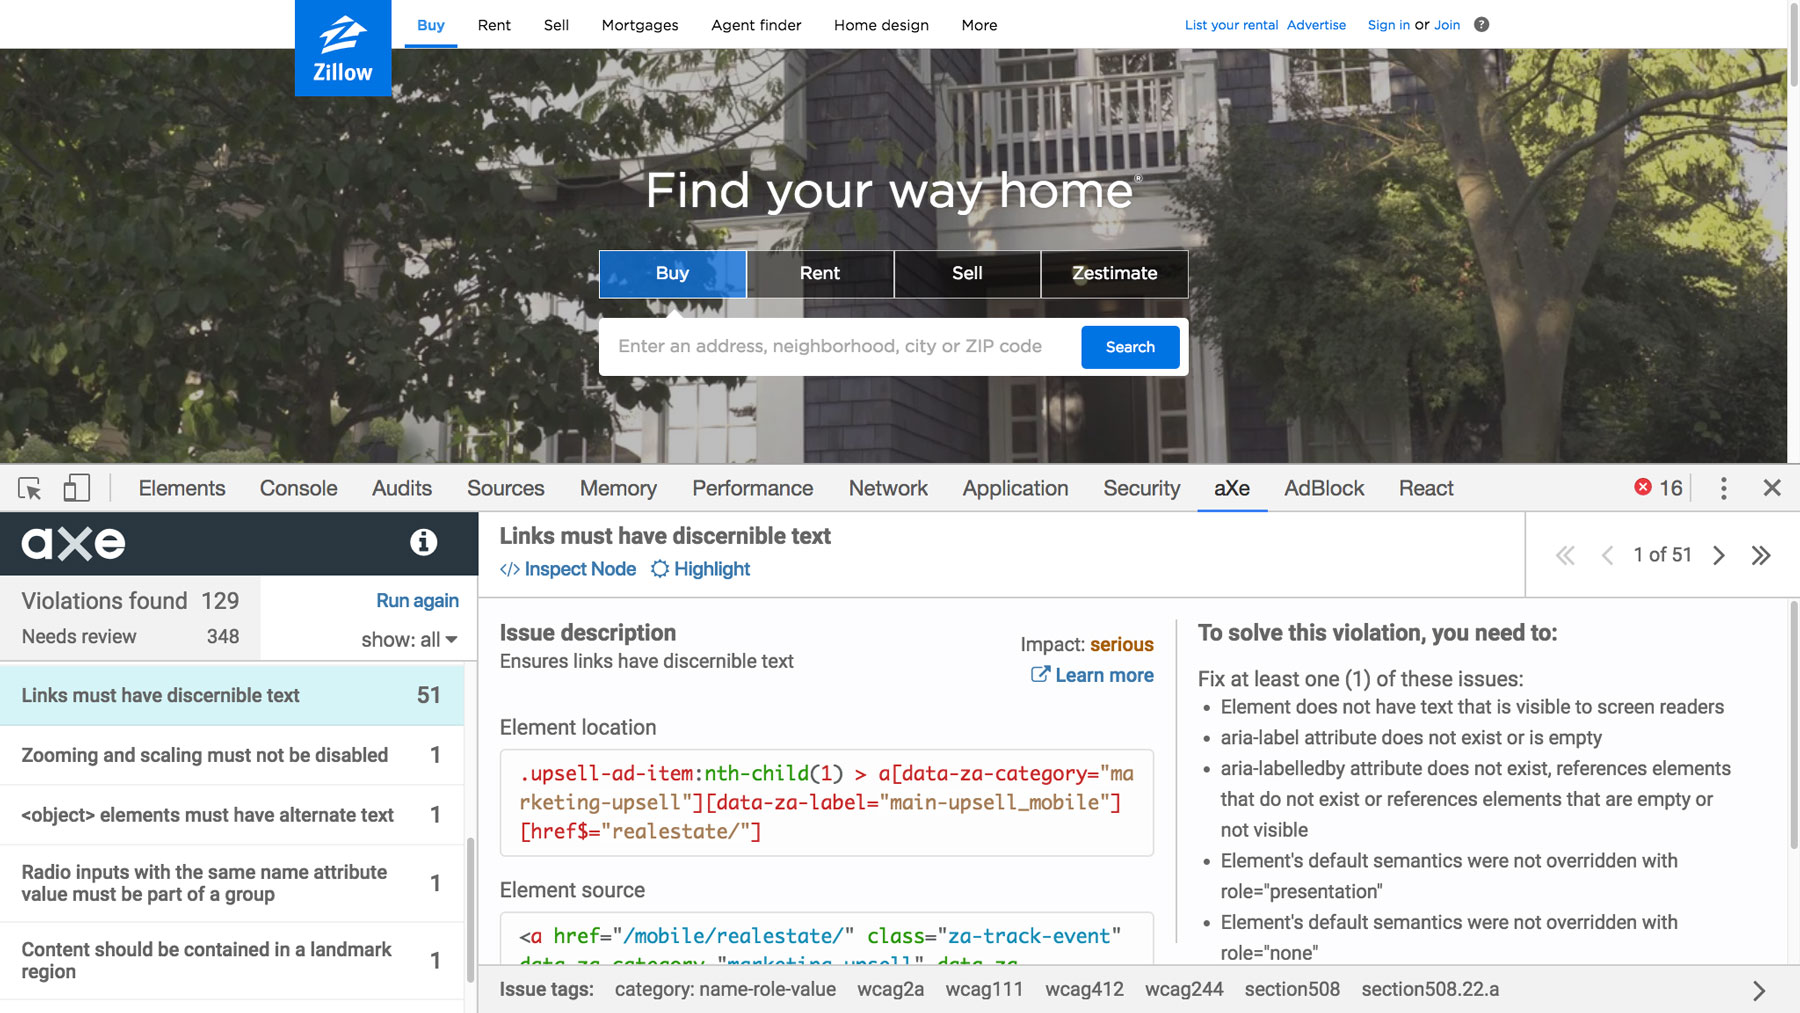 Zillow
Buy Rent Sell Mortgages Agent finder Home design More
List your rental Advertise Sign in or Join ?
Find your way home®
Buy Rent Sell Zestimate
Enter an address, neighborhood, city or ZIP code Search
Elements Console Audits Sources Memory Performance Network Application Security aXe AdBlock React 16
axe
Violations found 129
Needs review 348
Run again
show: all
Links must have discernible text 51
Zooming and scaling must not be disabled 1
<object> elements must have alternate text 1
Radio inputs with the same name attribute
value must be part of a group 1
Content should be contained in a landmark
region 1
Links must have discernible text
</> Inspect Node Highlight
1 of 51
Issue description
Ensures links have discernible text
Impact: serious
Learn more
Element location
.upsell-ad-item:nth-child(1) > a[data-za-category="ma
rketing-upsell"][data-za-label="main-upsell_mobile"]
[href$="realestate/"]
Element source
<a href="/mobile/realestate/" class="za-track-event"
data-za-category="marketing-upsell" data-za-
To solve this violation, you need to:
Fix at least one (1) of these issues:
• Element does not have text that is visible to screen readers
• aria-label attribute does not exist or is empty
• aria-labelledby attribute does not exist, references elements
that do not exist or references elements that are empty or
not visible
• Element's default semantics were not overridden with
role="presentation"
• Element's default semantics were not overridden with
role="none"
Issue tags: category: name-role-value wcag2a wcag111 wcag412 wcag244 section508 section508.22.a